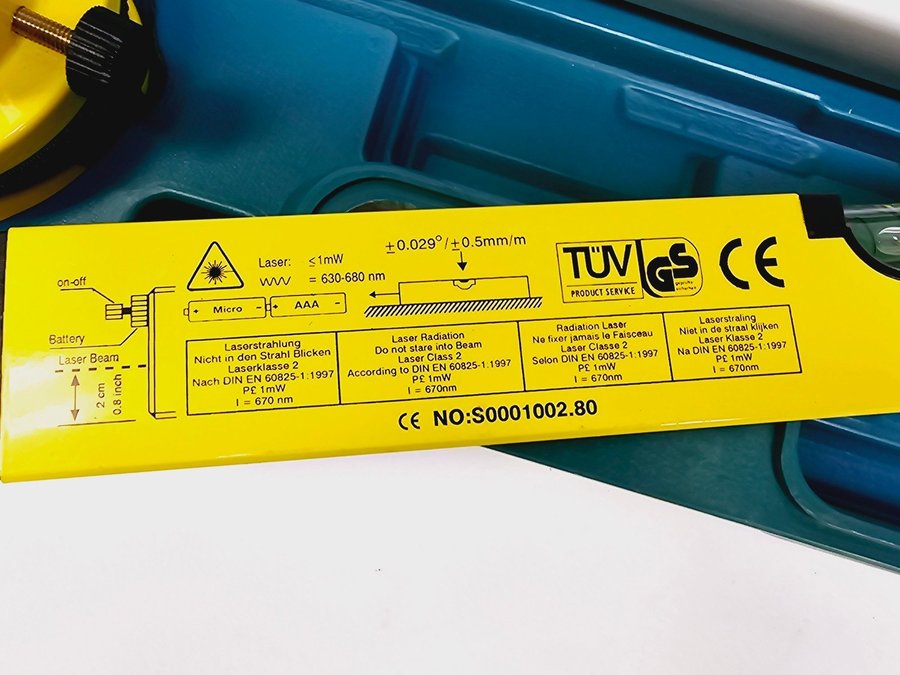 on-off
Battery
Laser Beam
2 cm
0.8 inch
Laser: ≤1mW
= 630-680 nm
+ Micro −
+ AAA −
±0.029°/±0.5mm/m
TÜV
PRODUCT SERVICE
GS
geprüfte
Sicherheit
CE
Laserstrahlung
Nicht in den Strahl Blicken
Laserklasse 2
Nach DIN EN 60825-1:1997
P£ 1mW
I = 670 nm
Laser Radiation
Do not stare into Beam
Laser Class 2
According to DIN EN 60825-1:1997
P£ 1mW
I = 670nm
Radiation Laser
Ne fixer jamais le Faisceau
Laser Classe 2
Selon DIN EN 60825-1:1997
P£ 1mW
I = 670nm
Laserstraling
Niet in de straal klijken
Laser Klasse 2
Na DIN EN 60825-1:1997
P£ 1mW
I = 670nm
CE NO:S0001002.80